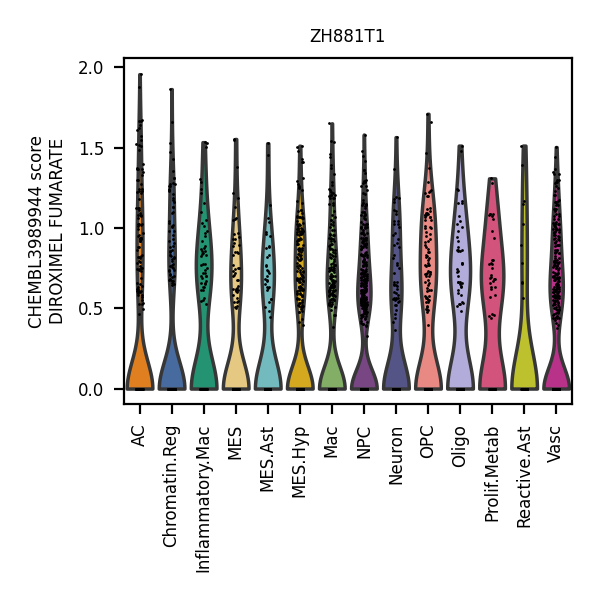 ZH881T1
CHEMBL3989944 score
DIROXIMEL FUMARATE
2.0
1.5
1.0
0.5
0.0
AC
Chromatin.Reg
Inflammatory.Mac
MES
MES.Ast
MES.Hyp
Mac
NPC
Neuron
OPC
Oligo
Prolif.Metab
Reactive.Ast
Vasc